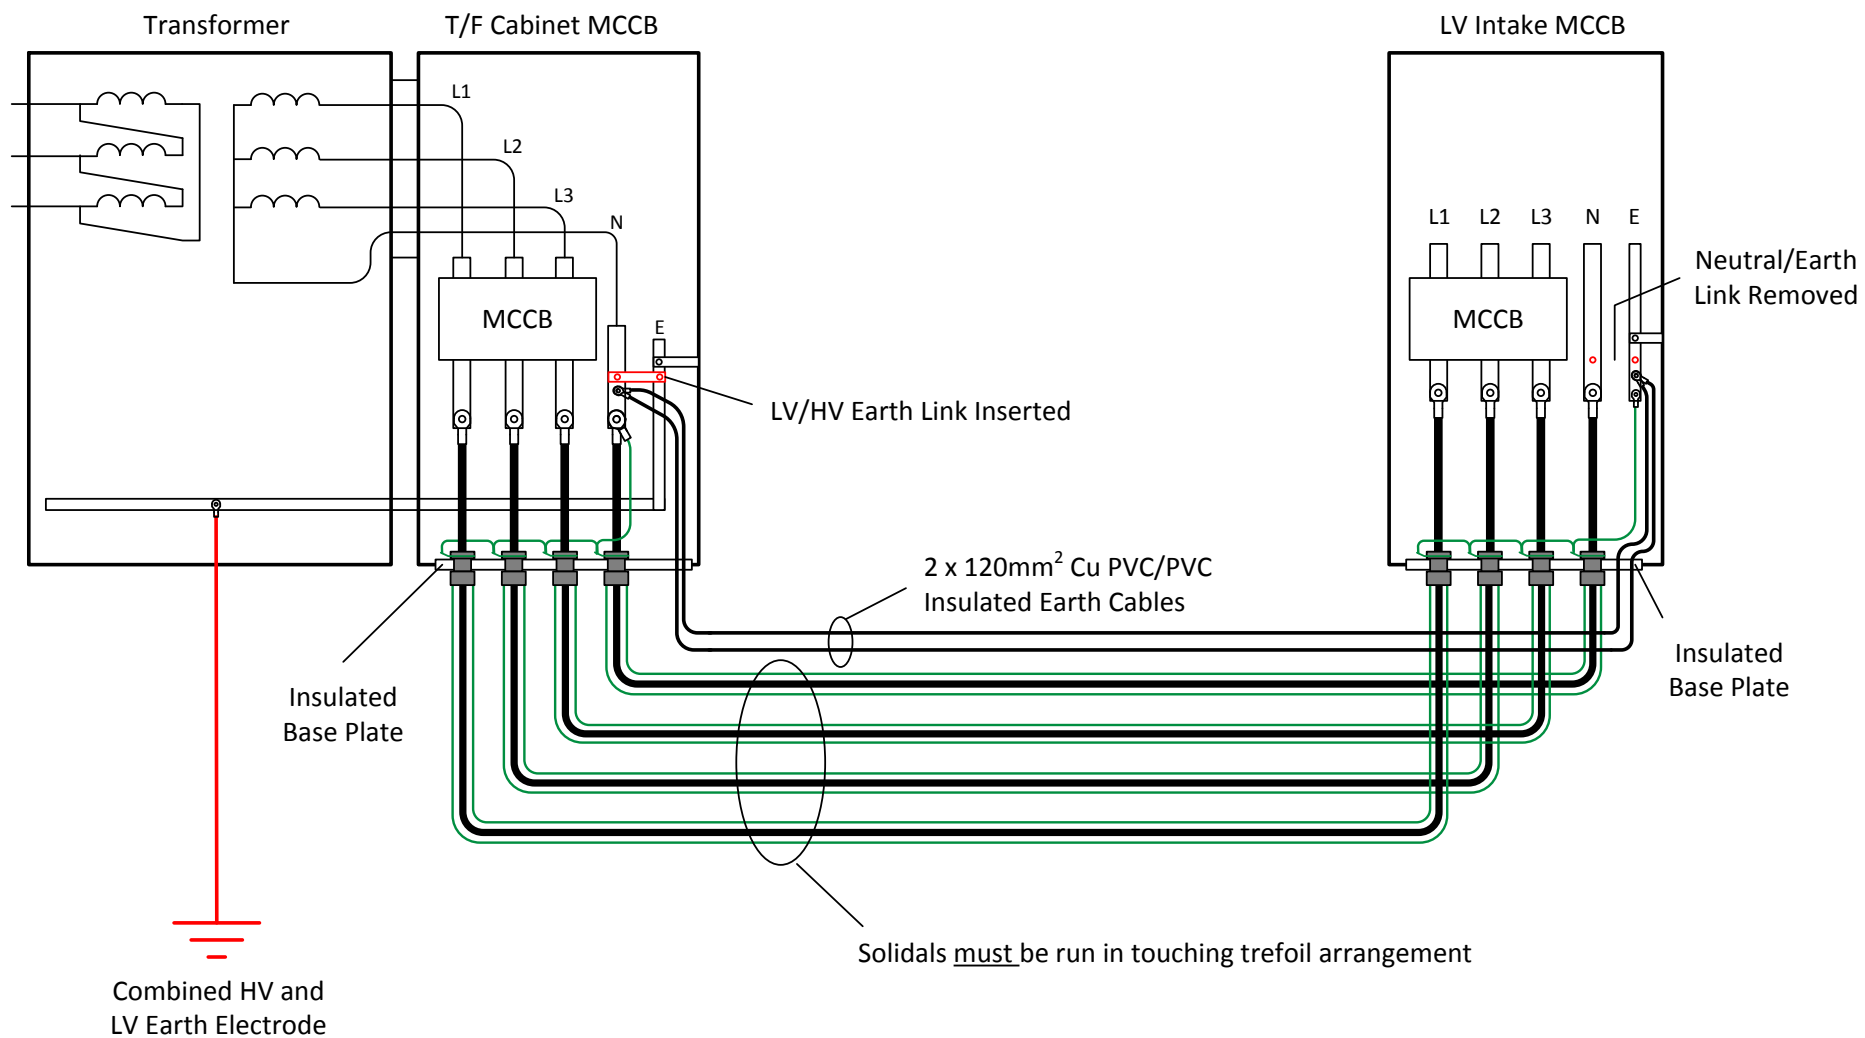 Transformer
T/F Cabinet MCCB
LV Intake MCCB
L1
L2
L3
N
MCCB
E
LV/HV Earth Link Inserted
L1 L2 L3 N E
MCCB
Neutral/Earth
Link Removed
2 x 120mm² Cu PVC/PVC
Insulated Earth Cables
Insulated
Base Plate
Insulated
Base Plate
Solidals must be run in touching trefoil arrangement
Combined HV and
LV Earth Electrode